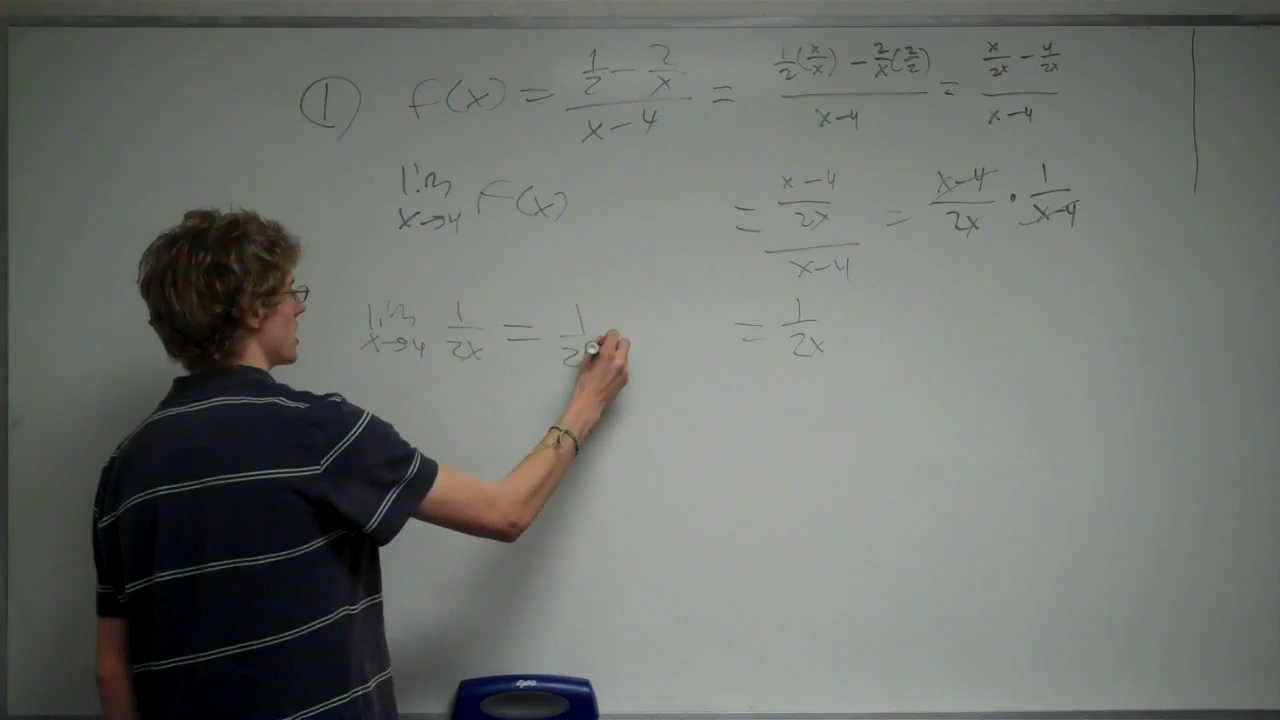 ① f(x) = (1/2 − 2/x)/(x−4) = (1/2(x/x) − 2/x(2/2))/(x−4) = (x/2x − 4/2x)/(x−4)
lim x→4 f(x) = ((x−4)/2x)/(x−4) = (x−4)/2x · 1/(x−4)
lim x→4 1/2x = 1/2 = 1/2x
expo